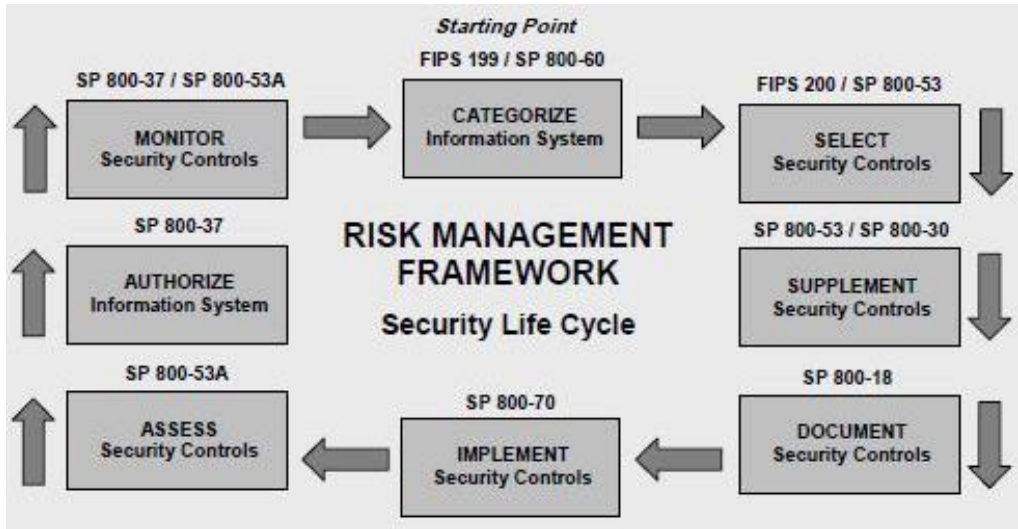 Starting Point
FIPS 199 / SP 800-60
CATEGORIZE
Information System
FIPS 200 / SP 800-53
SELECT
Security Controls
SP 800-53 / SP 800-30
SUPPLEMENT
Security Controls
SP 800-18
DOCUMENT
Security Controls
SP 800-70
IMPLEMENT
Security Controls
SP 800-53A
ASSESS
Security Controls
SP 800-37
AUTHORIZE
Information System
SP 800-37 / SP 800-53A
MONITOR
Security Controls
RISK MANAGEMENT
FRAMEWORK
Security Life Cycle